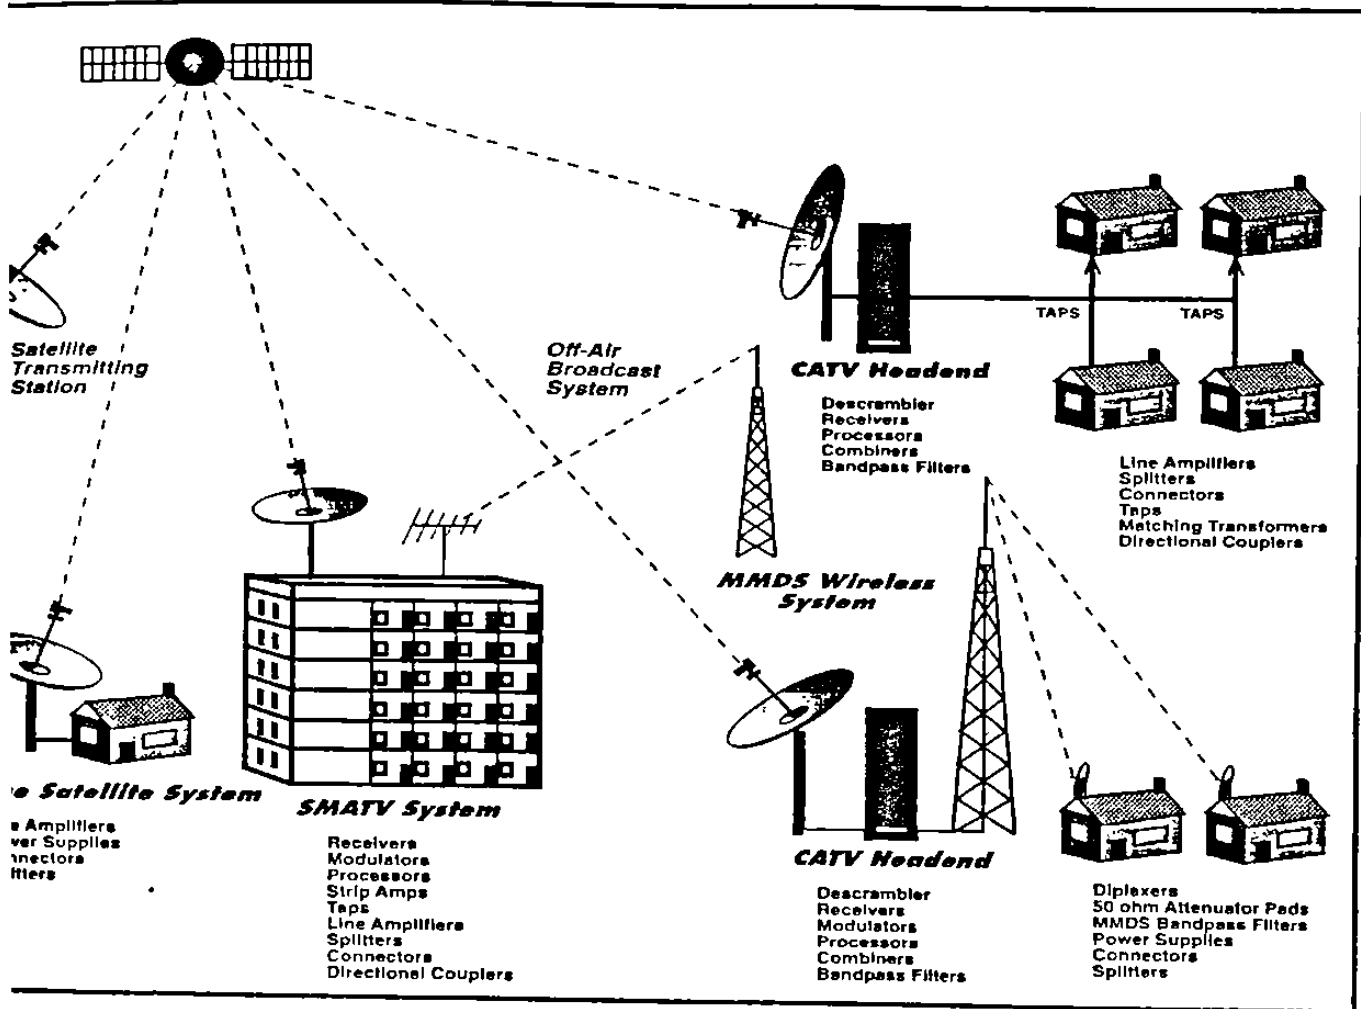 Satellite
Transmitting
Station
Off-Air
Broadcast
System
CATV Headend
Descrambler
Receivers
Processors
Combiners
Bandpass Filters
TAPS
TAPS
Line Amplifiers
Splitters
Connectors
Taps
Matching Transformers
Directional Couplers
MMDS Wireless
System
Satellite System
Amplifiers
Supplies
SMATV System
Receivers
Modulators
Processors
Strip Amps
Taps
Line Amplifiers
Splitters
Connectors
Directional Couplers
CATV Headend
Descrambler
Receivers
Modulators
Processors
Combiners
Bandpass Filters
Diplexers
50 ohm Attenuator Pads
MMDS Bandpass Filters
Power Supplies
Connectors
Splitters